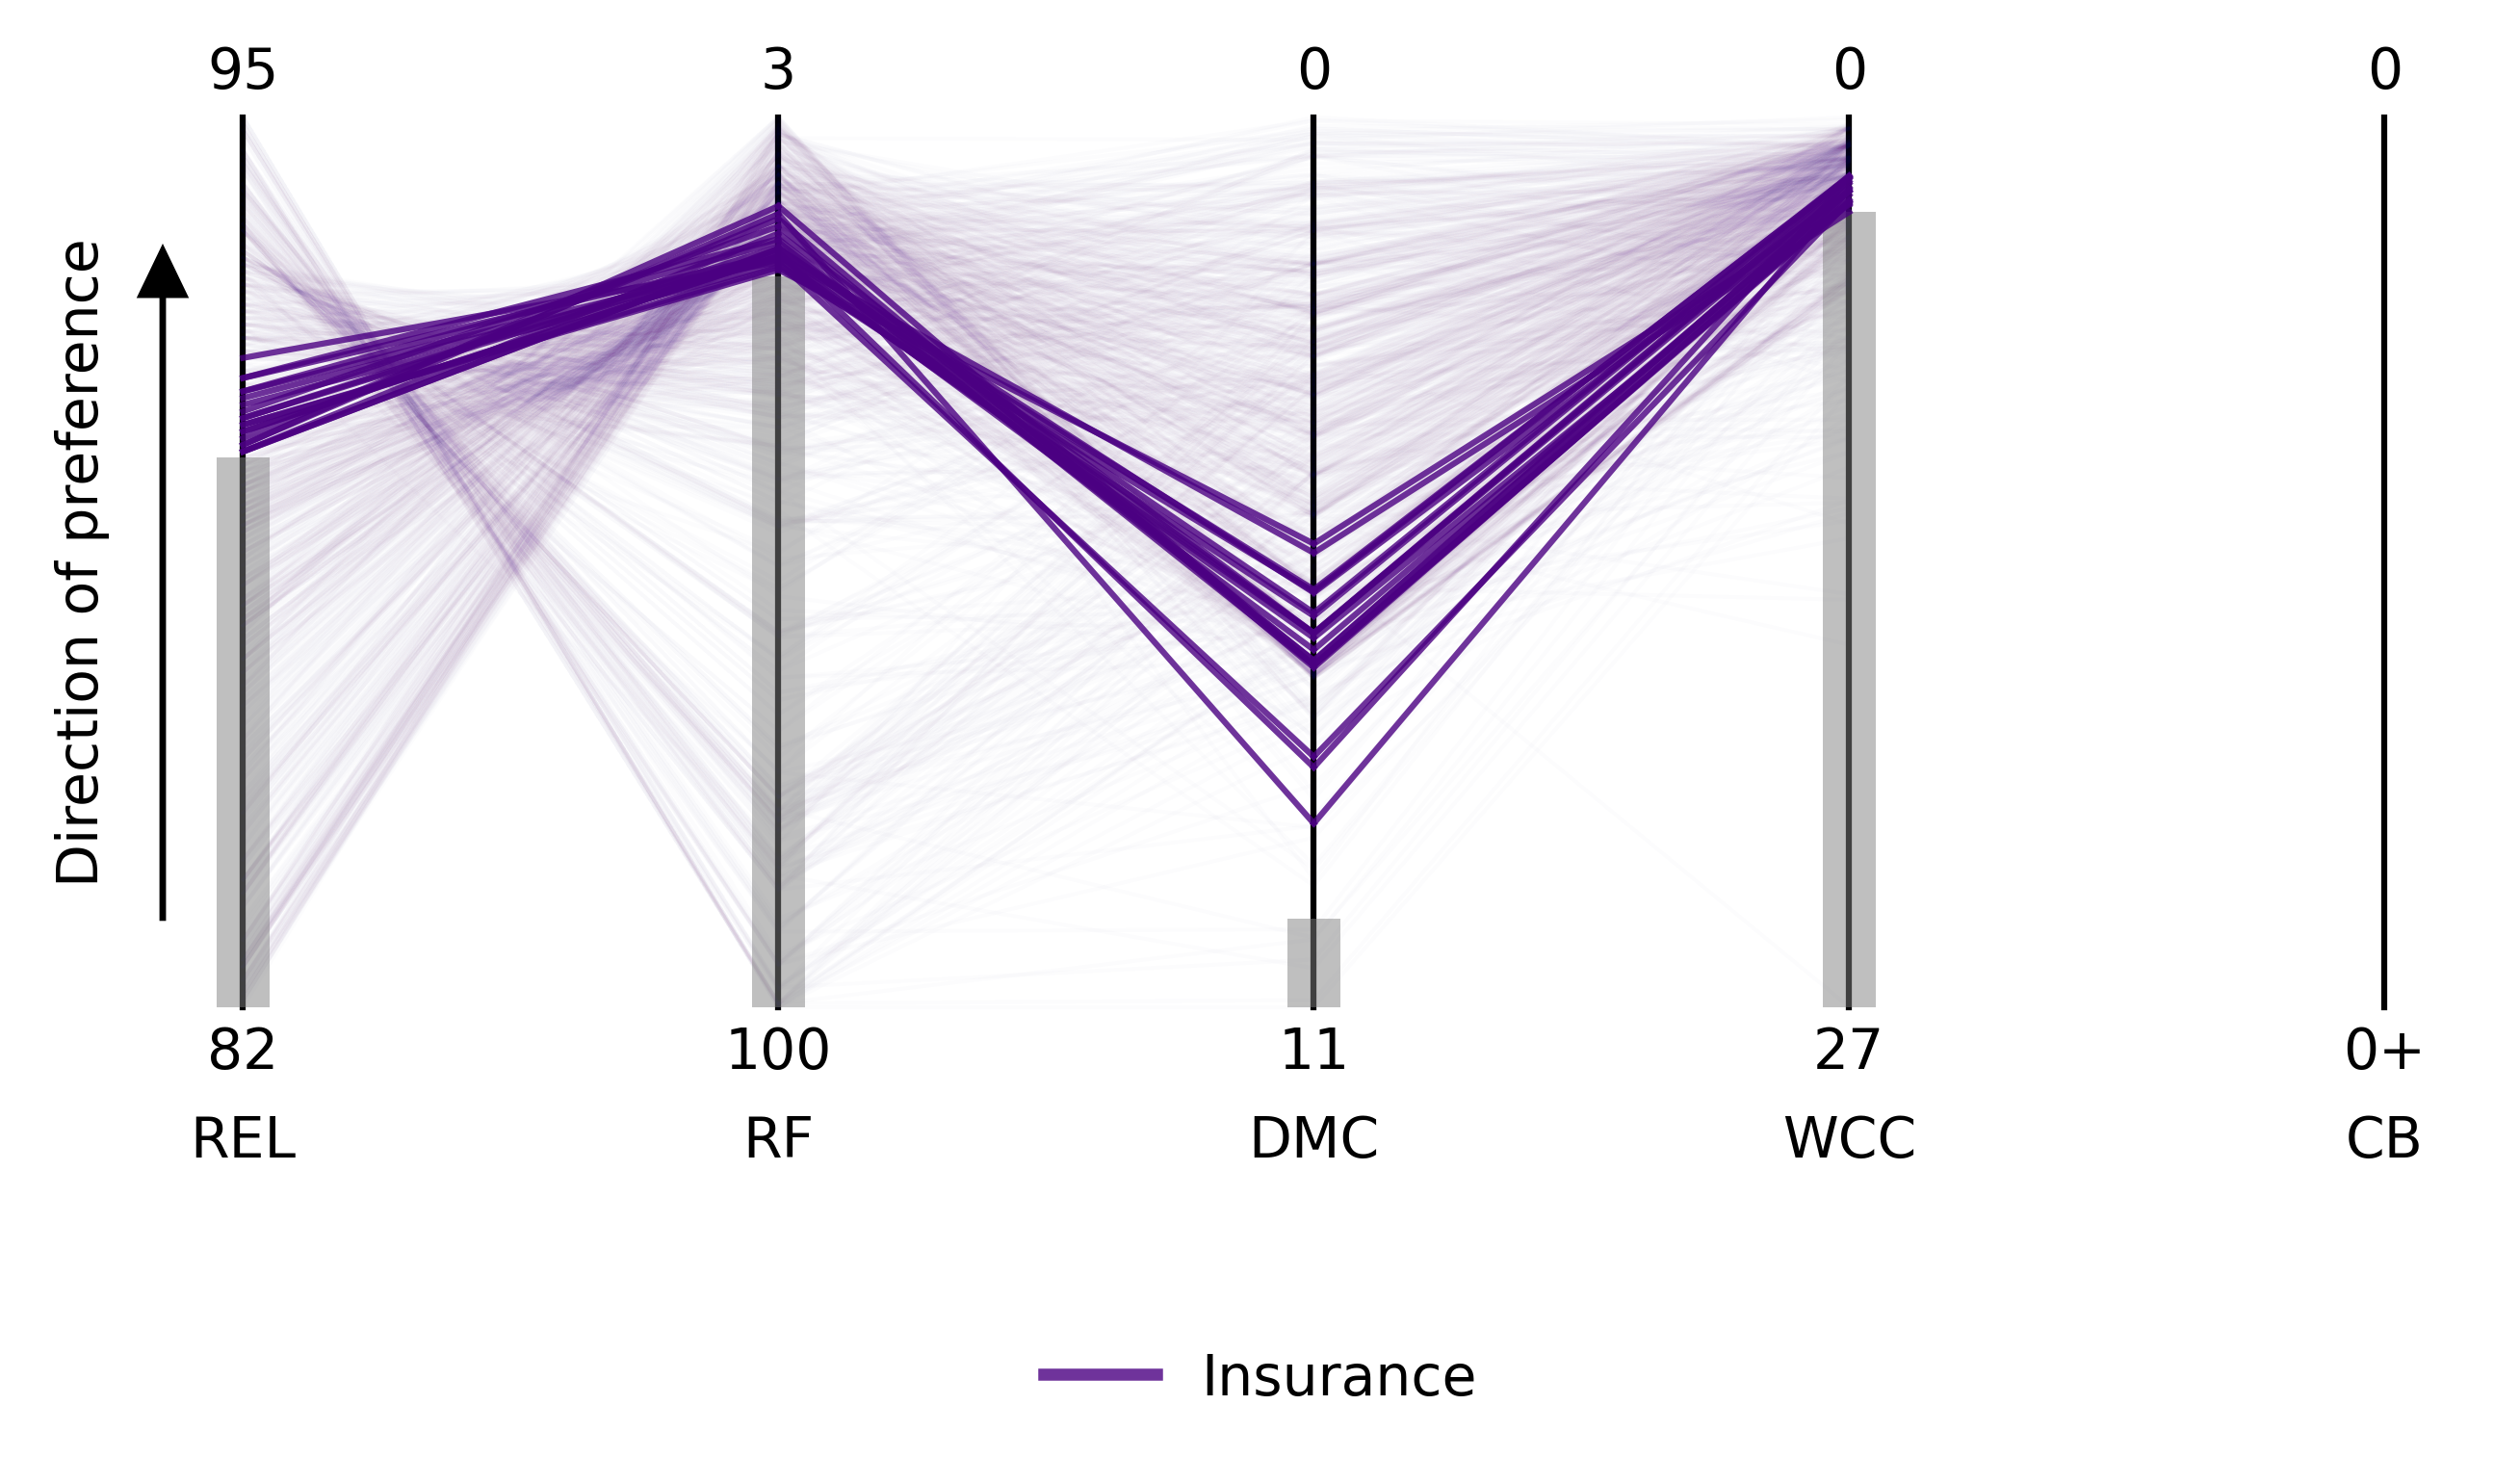 95 3 0 0 0
Direction of preference
82 100 11 27 0+
REL RF DMC WCC CB
Insurance